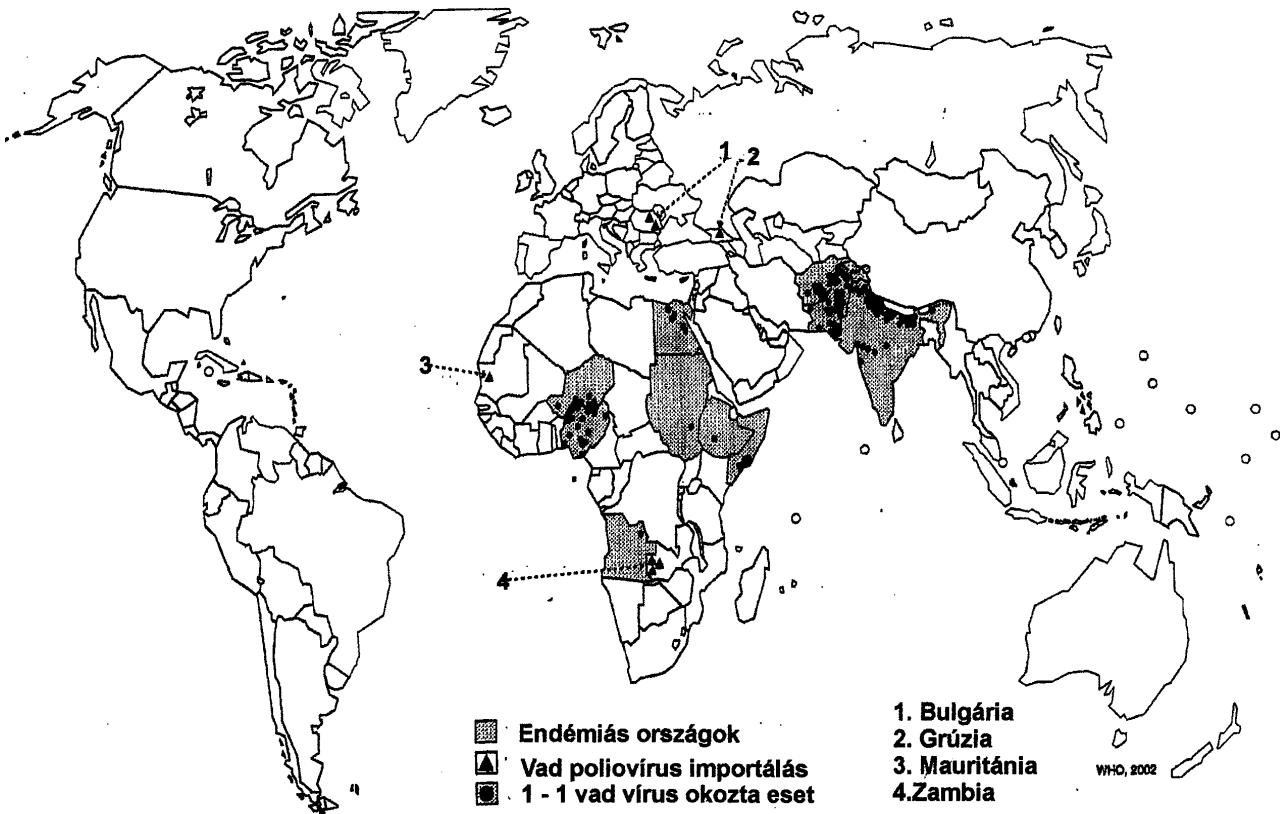 1 2
3
4
Endémiás országok
Vad poliovírus importálás
1 - 1 vad vírus okozta eset
1. Bulgária
2. Grúzia
3. Mauritánia
4.Zambia
WHO, 2002